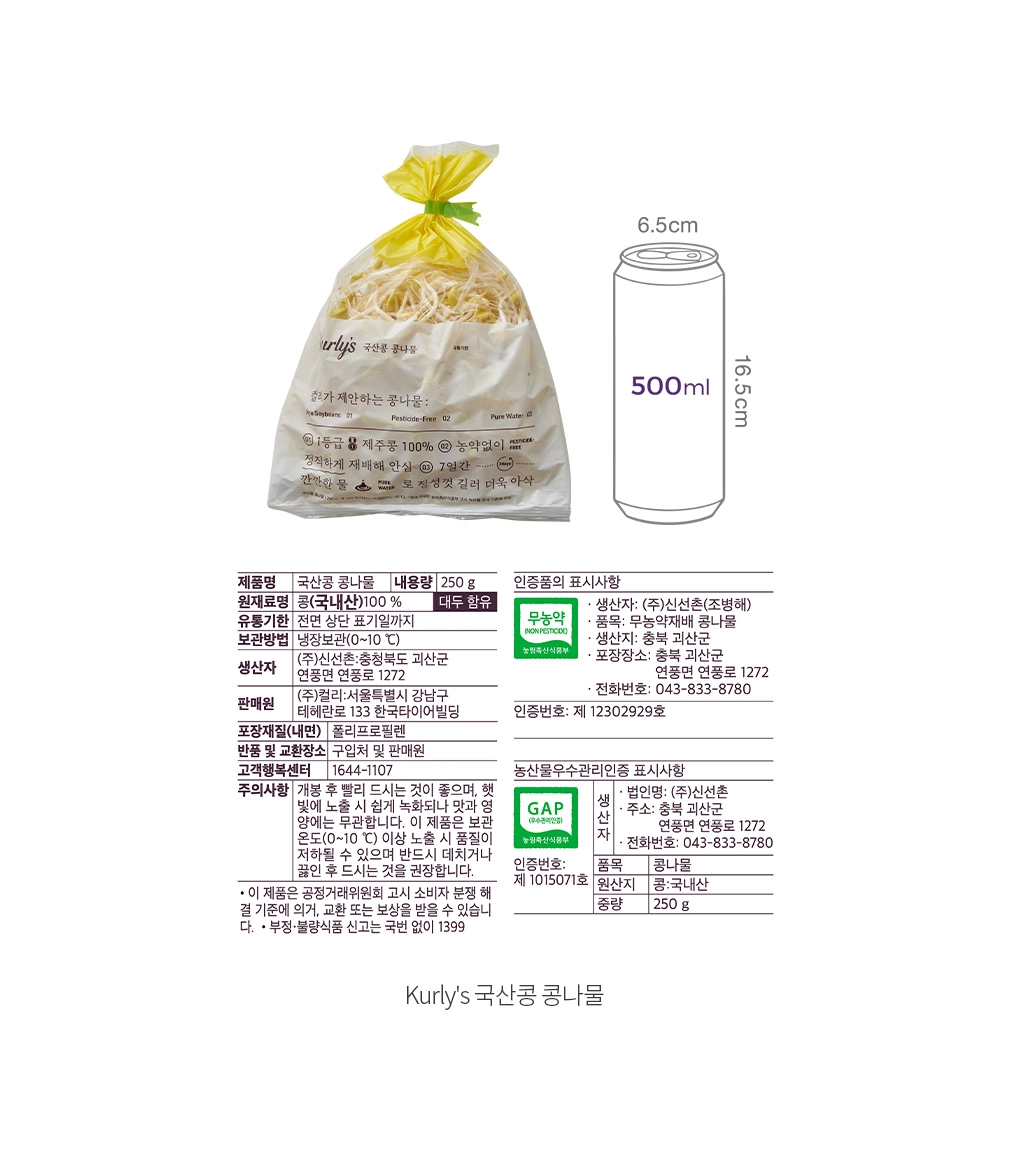 6.5cm
500ml
16.5cm
urly's 국산콩 콩나물
컬리가 제안하는 콩나물 :
Soybeans 01 Pesticide-Free 02 Pure Water 03
01 1등급 제주콩 100% 02 농약없이 PESTICIDE-FREE
정직하게 재배해 안심 03 7일간 ······ 7days ······
깐깐한 물 PURE WATER 로 정성껏 길러 더욱 아삭
제품명 국산콩 콩나물 내용량 250 g
원재료명 콩(국내산)100 % 대두 함유
유통기한 전면 상단 표기일까지
보관방법 냉장보관(0~10 ℃)
생산자 (주)신선촌:충청북도 괴산군
연풍면 연풍로 1272
판매원 (주)컬리:서울특별시 강남구
테헤란로 133 한국타이어빌딩
포장재질(내면) 폴리프로필렌
반품 및 교환장소 구입처 및 판매원
고객행복센터 1644-1107
주의사항 개봉 후 빨리 드시는 것이 좋으며, 햇
빛에 노출 시 쉽게 녹화되나 맛과 영
양에는 무관합니다. 이 제품은 보관
온도(0~10 ℃) 이상 노출 시 품질이
저하될 수 있으며 반드시 데치거나
끓인 후 드시는 것을 권장합니다.
• 이 제품은 공정거래위원회 고시 소비자 분쟁 해
결 기준에 의거, 교환 또는 보상을 받을 수 있습니
다. • 부정·불량식품 신고는 국번 없이 1399
인증품의 표시사항
무농약
(NON PESTICIDE)
농림축산식품부
· 생산자: (주)신선촌(조병해)
· 품목: 무농약재배 콩나물
· 생산지: 충북 괴산군
· 포장장소: 충북 괴산군
연풍면 연풍로 1272
· 전화번호: 043-833-8780
인증번호: 제 12302929호
농산물우수관리인증 표시사항
GAP
(우수관리인증)
농림축산식품부
인증번호:
제 1015071호
생산자
· 법인명: (주)신선촌
· 주소: 충북 괴산군
연풍면 연풍로 1272
· 전화번호: 043-833-8780
품목 콩나물
원산지 콩:국내산
중량 250 g
Kurly's 국산콩 콩나물